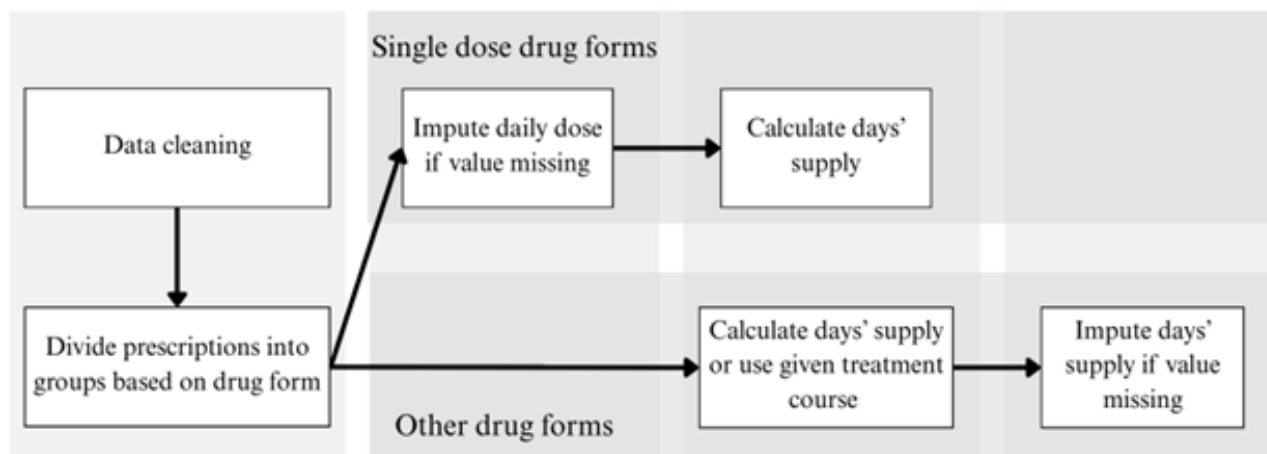 Single dose drug forms
Data cleaning
Impute daily dose
if value missing
Calculate days’
supply
Divide prescriptions into
groups based on drug form
Calculate days’ supply
or use given treatment
course
Impute days’
supply if value
missing
Other drug forms